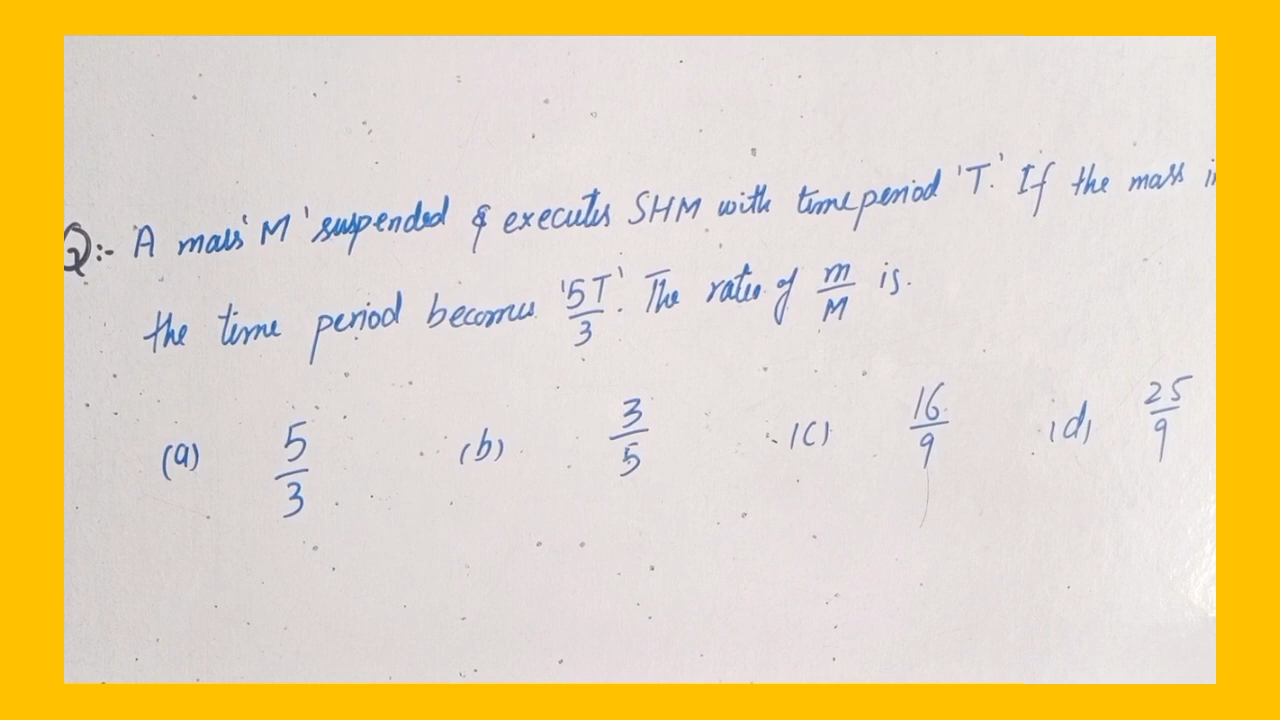 Q:- A mass 'M' suspended & executes SHM with time period 'T.' If the mass
the time period becomes '5T/3'. The ratio of m/M is.
(a) 5/3 (b) 3/5 (c) 16/9 (d) 25/9